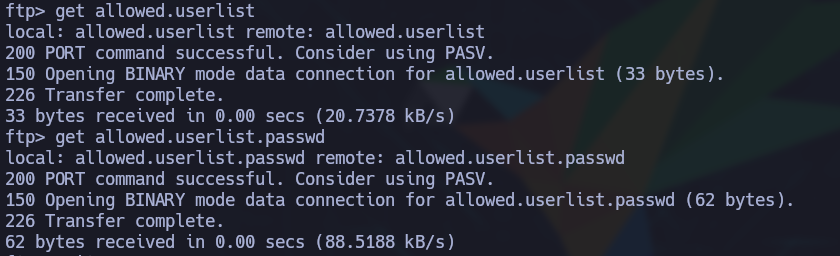 ftp> get allowed.userlist
local: allowed.userlist remote: allowed.userlist
200 PORT command successful. Consider using PASV.
150 Opening BINARY mode data connection for allowed.userlist (33 bytes).
226 Transfer complete.
33 bytes received in 0.00 secs (20.7378 kB/s)
ftp> get allowed.userlist.passwd
local: allowed.userlist.passwd remote: allowed.userlist.passwd
200 PORT command successful. Consider using PASV.
150 Opening BINARY mode data connection for allowed.userlist.passwd (62 bytes).
226 Transfer complete.
62 bytes received in 0.00 secs (88.5188 kB/s)